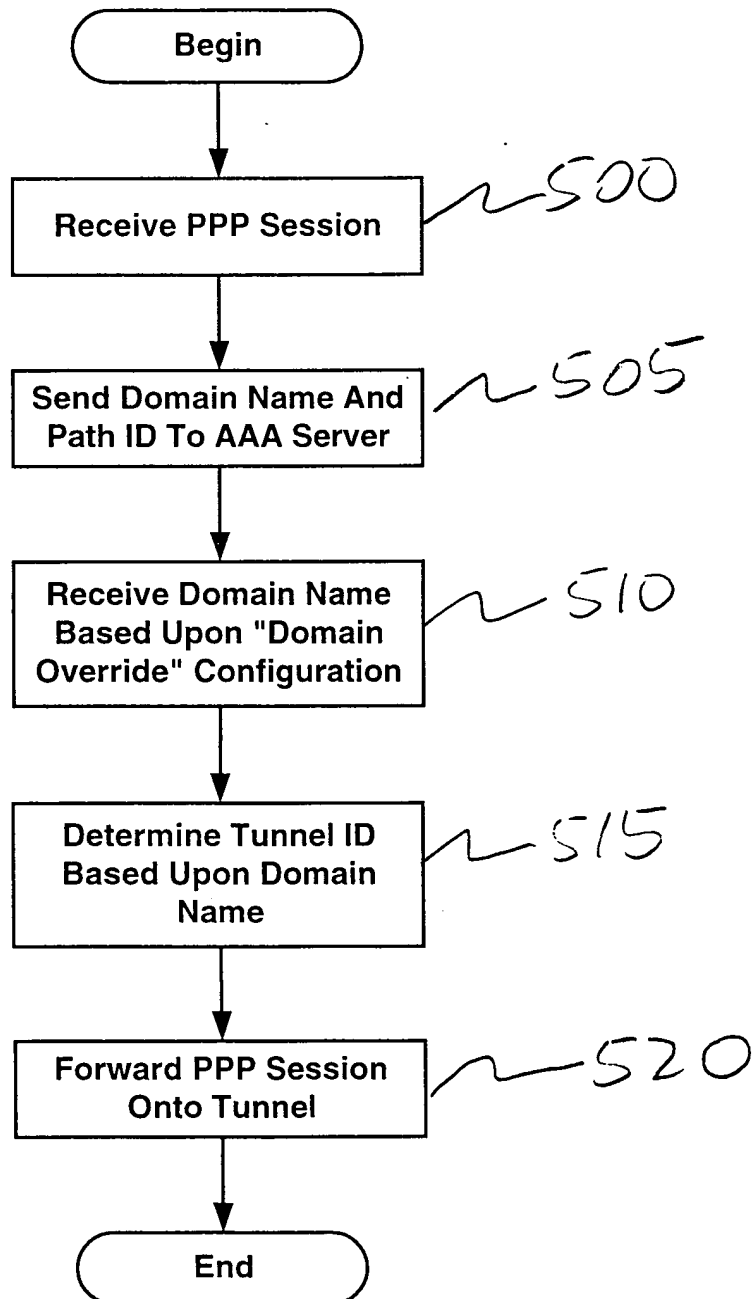 Begin
Receive PPP Session
500
Send Domain Name And
Path ID To AAA Server
505
Receive Domain Name
Based Upon "Domain
Override" Configuration
510
Determine Tunnel ID
Based Upon Domain
Name
515
Forward PPP Session
Onto Tunnel
520
End